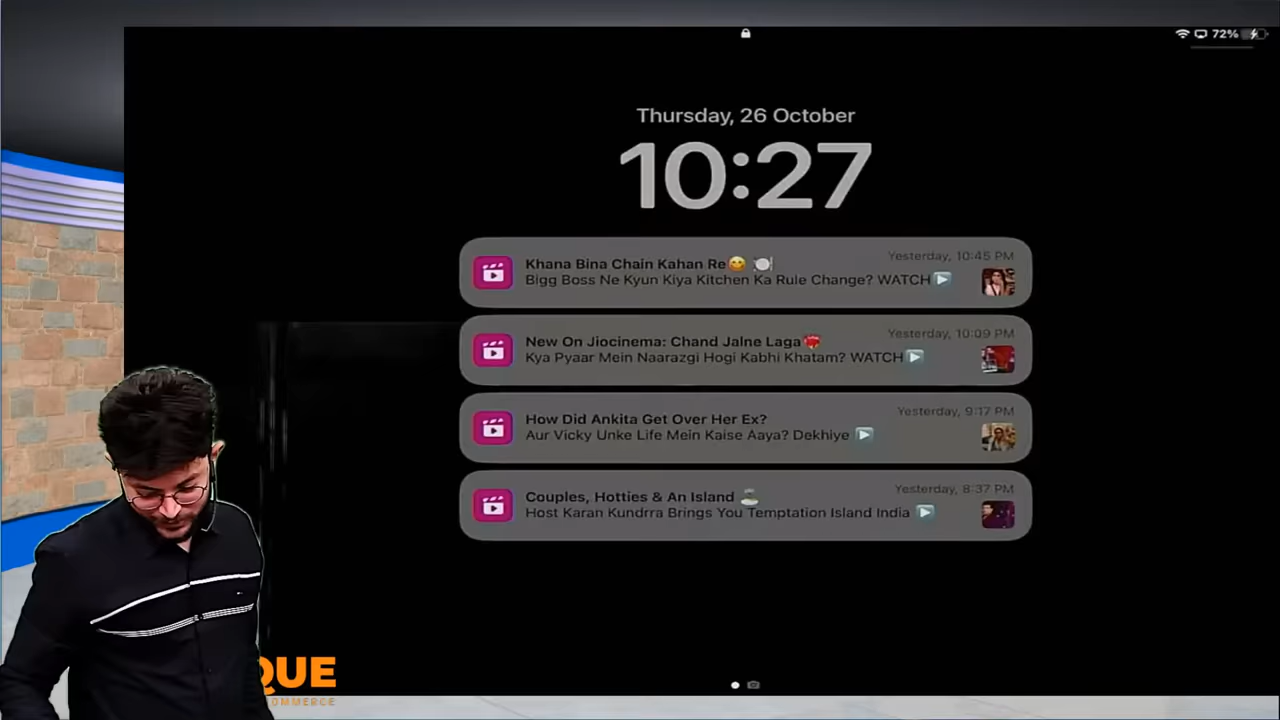 72%
Thursday, 26 October
10:27
Khana Bina Chain Kahan Re😋 🍽️
Yesterday, 10:45 PM
Bigg Boss Ne Kyun Kiya Kitchen Ka Rule Change? WATCH ▶️
New On Jiocinema: Chand Jalne Laga
Yesterday, 10:09 PM
Kya Pyaar Mein Naarazgi Hogi Kabhi Khatam? WATCH ▶️
How Did Ankita Get Over Her Ex?
Yesterday, 9:17 PM
Aur Vicky Unke Life Mein Kaise Aaya? Dekhiye ▶️
Couples, Hotties & An Island 🏝️
Yesterday, 8:37 PM
Host Karan Kundrra Brings You Temptation Island India ▶️
QUE
OMMERCE